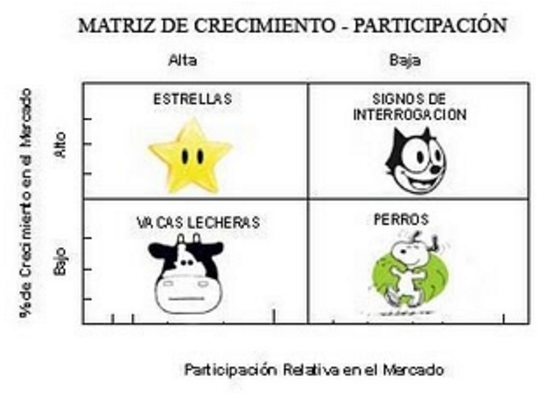 MATRIZ DE CRECIMIENTO - PARTICIPACIÓN
Alta
Baja
% de Crecimiento en el Mercado
Alto
ESTRELLAS
SIGNOS DE
INTERROGACION
Bajo
VACAS LECHERAS
PERROS
Participación Relativa en el Mercado